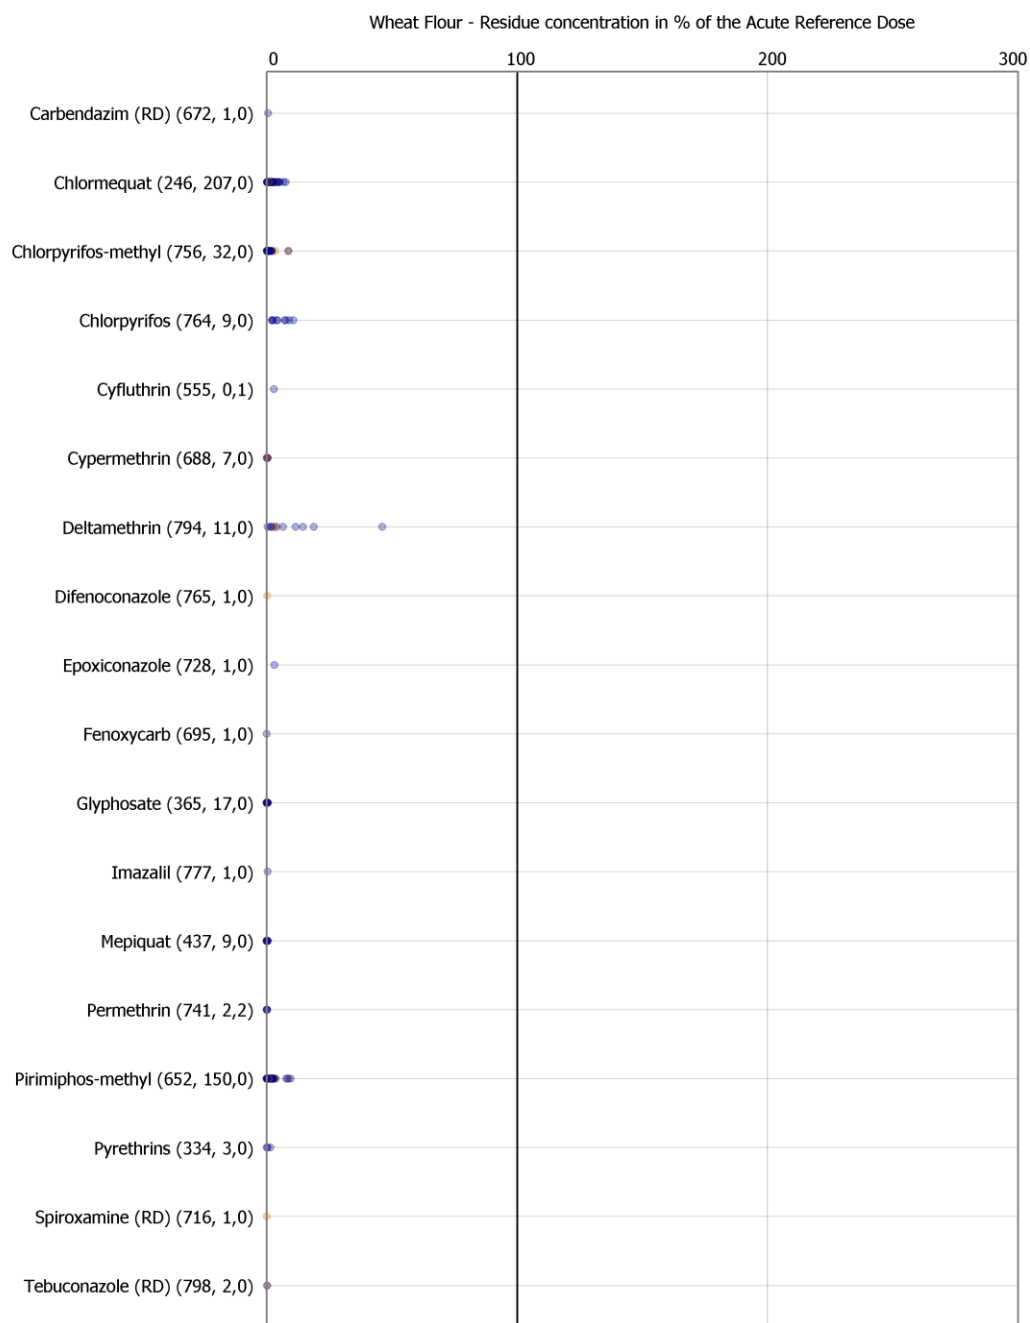 Wheat Flour - Residue concentration in % of the Acute Reference Dose
0 100 200 300
Carbendazim (RD) (672, 1,0)
Chlormequat (246, 207,0)
Chlorpyrifos-methyl (756, 32,0)
Chlorpyrifos (764, 9,0)
Cyfluthrin (555, 0,1)
Cypermethrin (688, 7,0)
Deltamethrin (794, 11,0)
Difenoconazole (765, 1,0)
Epoxiconazole (728, 1,0)
Fenoxycarb (695, 1,0)
Glyphosate (365, 17,0)
Imazalil (777, 1,0)
Mepiquat (437, 9,0)
Permethrin (741, 2,2)
Pirimiphos-methyl (652, 150,0)
Pyrethrins (334, 3,0)
Spiroxamine (RD) (716, 1,0)
Tebuconazole (RD) (798, 2,0)